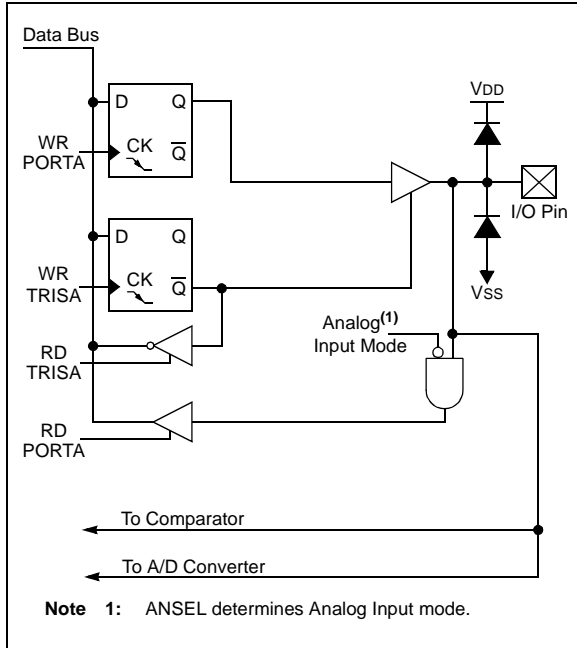 Data Bus
D Q
VDD
WR
PORTA
CK Q
I/O Pin
D Q
WR
TRISA
CK Q
VSS
Analog(1)
Input Mode
RD
TRISA
RD
PORTA
To Comparator
To A/D Converter
Note 1: ANSEL determines Analog Input mode.